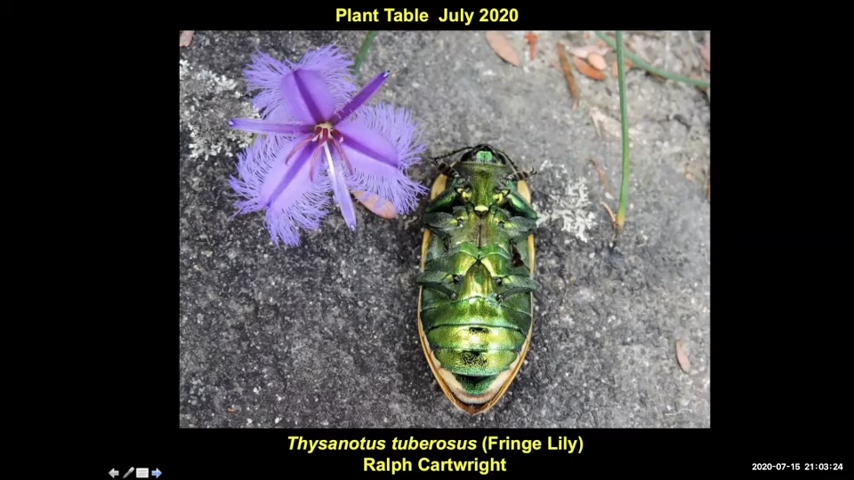 Plant Table July 2020
Thysanotus tuberosus (Fringe Lily)
Ralph Cartwright
2020-07-15 21:03:24